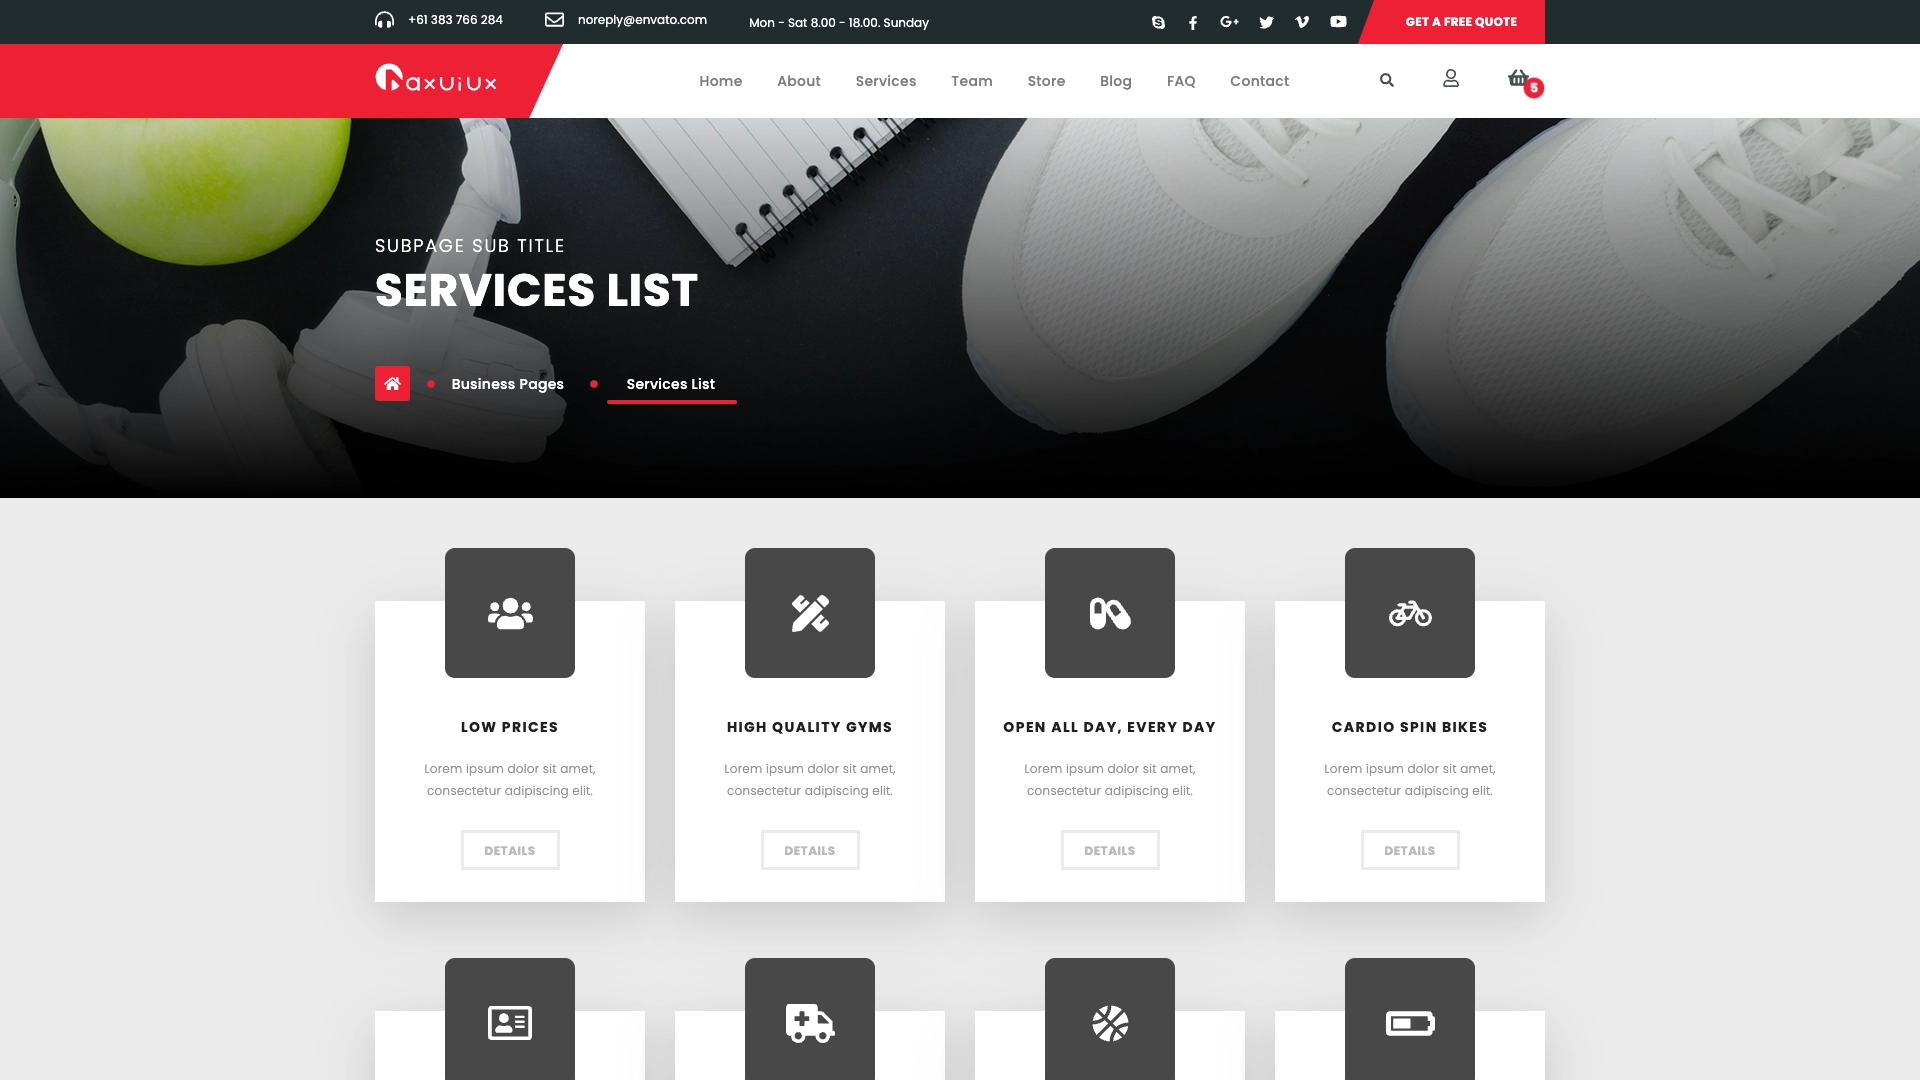 +61 383 766 284
noreply@envato.com
Mon - Sat 8.00 - 18.00. Sunday
GET A FREE QUOTE
axUiUx
Home
About
Services
Team
Store
Blog
FAQ
Contact
5
SUBPAGE SUB TITLE
SERVICES LIST
Business Pages
Services List
LOW PRICES
Lorem ipsum dolor sit amet,
consectetur adipiscing elit.
DETAILS
HIGH QUALITY GYMS
Lorem ipsum dolor sit amet,
consectetur adipiscing elit.
DETAILS
OPEN ALL DAY, EVERY DAY
Lorem ipsum dolor sit amet,
consectetur adipiscing elit.
DETAILS
CARDIO SPIN BIKES
Lorem ipsum dolor sit amet,
consectetur adipiscing elit.
DETAILS